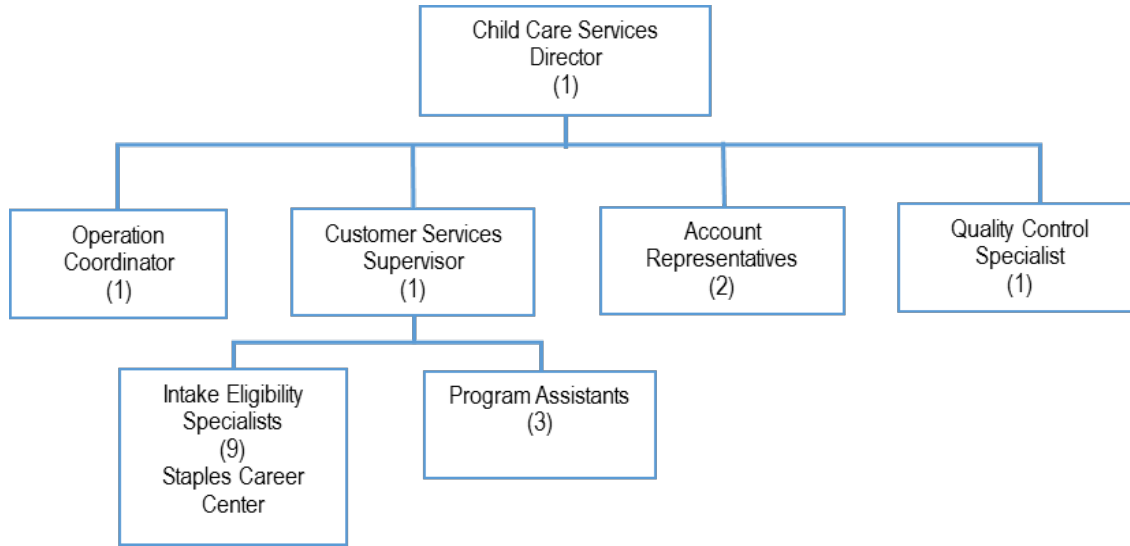 Child Care Services
Director
(1)
Operation
Coordinator
(1)
Customer Services
Supervisor
(1)
Account
Representatives
(2)
Quality Control
Specialist
(1)
Intake Eligibility
Specialists
(9)
Staples Career
Center
Program Assistants
(3)